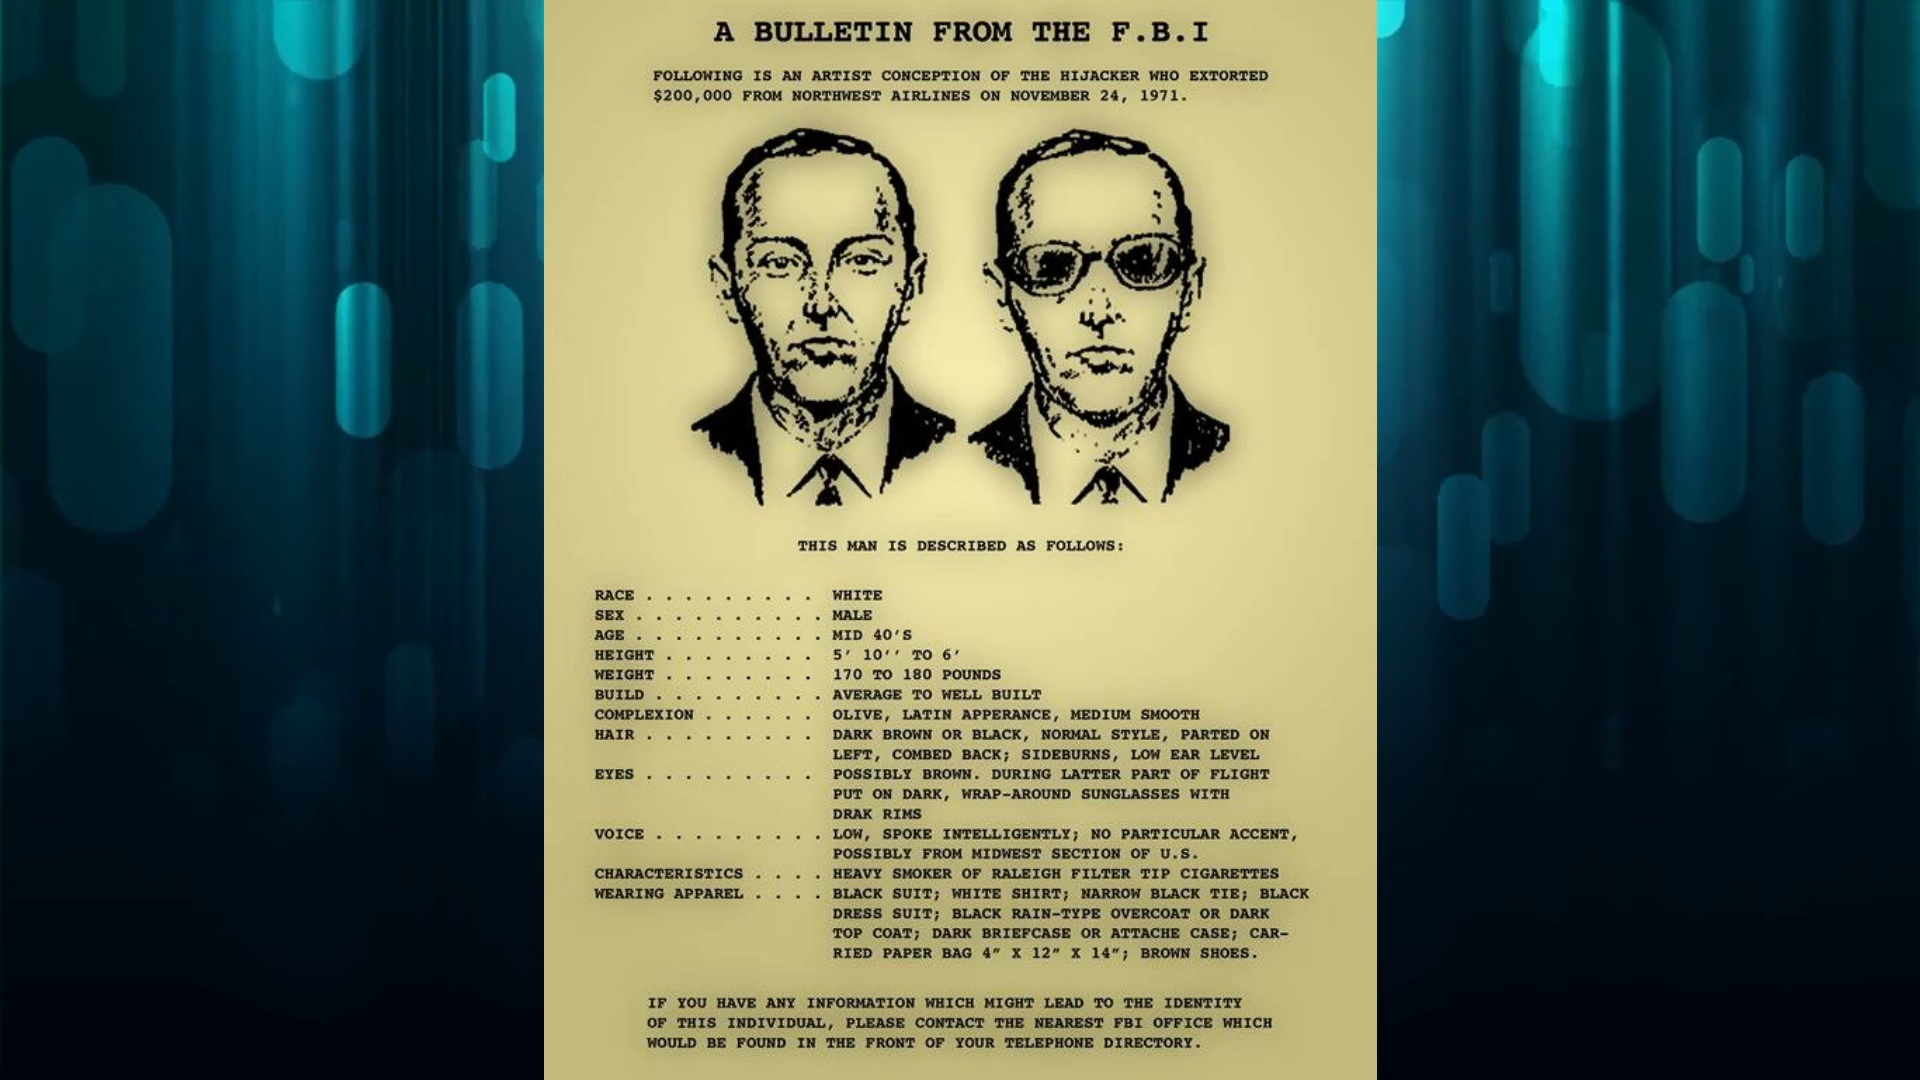 A BULLETIN FROM THE F.B.I
FOLLOWING IS AN ARTIST CONCEPTION OF THE HIJACKER WHO EXTORTED
$200,000 FROM NORTHWEST AIRLINES ON NOVEMBER 24, 1971.
THIS MAN IS DESCRIBED AS FOLLOWS:
RACE . . . . . . . . . WHITE
SEX . . . . . . . . . . MALE
AGE . . . . . . . . . . MID 40'S
HEIGHT . . . . . . . . 5' 10'' TO 6'
WEIGHT . . . . . . . . 170 TO 180 POUNDS
BUILD . . . . . . . . . AVERAGE TO WELL BUILT
COMPLEXION . . . . . . OLIVE, LATIN APPERANCE, MEDIUM SMOOTH
HAIR . . . . . . . . . DARK BROWN OR BLACK, NORMAL STYLE, PARTED ON
LEFT, COMBED BACK; SIDEBURNS, LOW EAR LEVEL
EYES . . . . . . . . . POSSIBLY BROWN. DURING LATTER PART OF FLIGHT
PUT ON DARK, WRAP-AROUND SUNGLASSES WITH
DRAK RIMS
VOICE . . . . . . . . . LOW, SPOKE INTELLIGENTLY; NO PARTICULAR ACCENT,
POSSIBLY FROM MIDWEST SECTION OF U.S.
CHARACTERISTICS . . . . HEAVY SMOKER OF RALEIGH FILTER TIP CIGARETTES
WEARING APPAREL . . . . BLACK SUIT; WHITE SHIRT; NARROW BLACK TIE; BLACK
DRESS SUIT; BLACK RAIN-TYPE OVERCOAT OR DARK
TOP COAT; DARK BRIEFCASE OR ATTACHE CASE; CAR-
RIED PAPER BAG 4" X 12" X 14"; BROWN SHOES.
IF YOU HAVE ANY INFORMATION WHICH MIGHT LEAD TO THE IDENTITY
OF THIS INDIVIDUAL, PLEASE CONTACT THE NEAREST FBI OFFICE WHICH
WOULD BE FOUND IN THE FRONT OF YOUR TELEPHONE DIRECTORY.